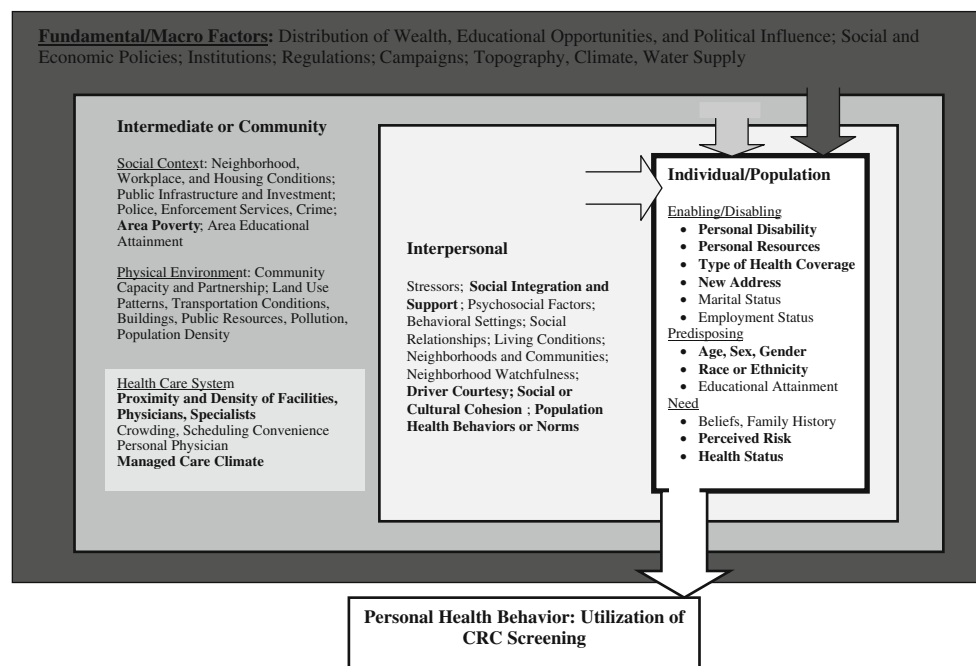 Fundamental/Macro Factors: Distribution of Wealth, Educational Opportunities, and Political Influence; Social and
Economic Policies; Institutions; Regulations; Campaigns; Topography, Climate, Water Supply
Intermediate or Community
Social Context: Neighborhood,
Workplace, and Housing Conditions;
Public Infrastructure and Investment;
Police, Enforcement Services, Crime;
Area Poverty; Area Educational
Attainment
Physical Environment: Community
Capacity and Partnership; Land Use
Patterns, Transportation Conditions,
Buildings, Public Resources, Pollution,
Population Density
Health Care System
Proximity and Density of Facilities,
Physicians, Specialists
Crowding, Scheduling Convenience
Personal Physician
Managed Care Climate
Interpersonal
Stressors; Social Integration and
Support ; Psychosocial Factors;
Behavioral Settings; Social
Relationships; Living Conditions;
Neighborhoods and Communities;
Neighborhood Watchfulness;
Driver Courtesy; Social or
Cultural Cohesion ; Population
Health Behaviors or Norms
Individual/Population
Enabling/Disabling
• Personal Disability
• Personal Resources
• Type of Health Coverage
• New Address
• Marital Status
• Employment Status
Predisposing
• Age, Sex, Gender
• Race or Ethnicity
• Educational Attainment
Need
• Beliefs, Family History
• Perceived Risk
• Health Status
Personal Health Behavior: Utilization of
CRC Screening